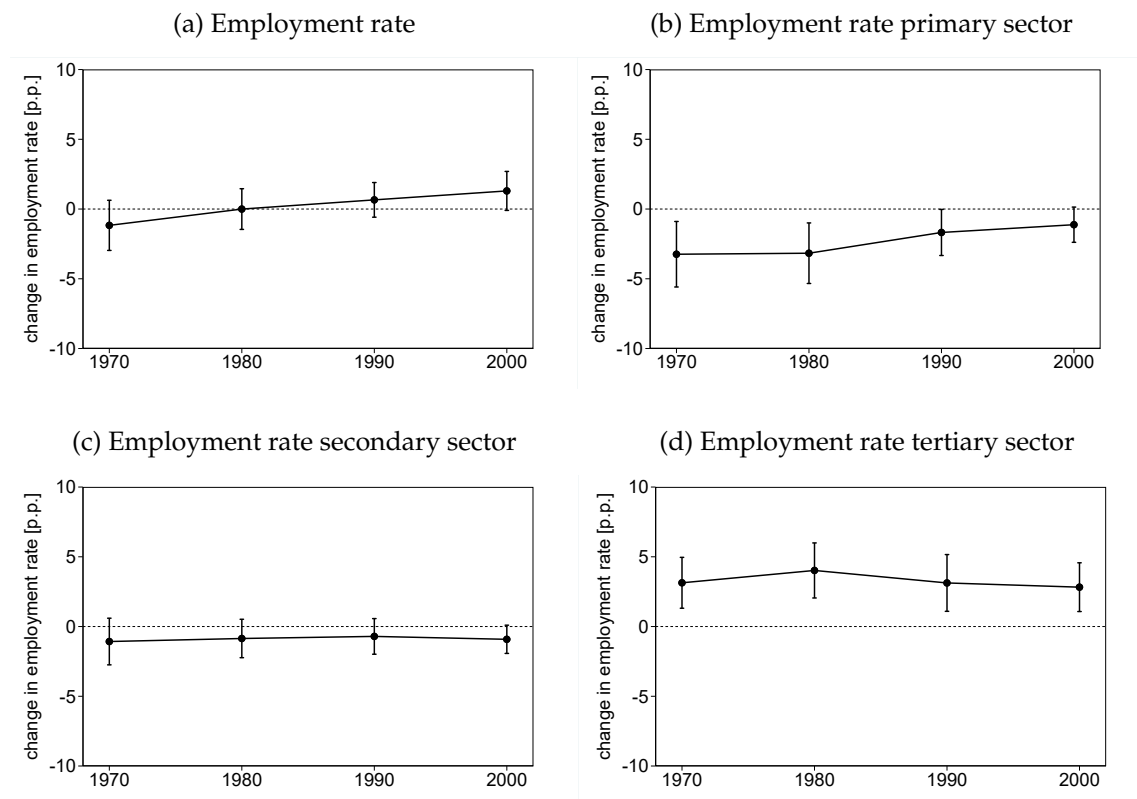 (a) Employment rate
change in employment rate [p.p.]
10
5
0
-5
-10
1970 1980 1990 2000
(b) Employment rate primary sector
change in employment rate [p.p.]
10
5
0
-5
-10
1970 1980 1990 2000
(c) Employment rate secondary sector
change in employment rate [p.p.]
10
5
0
-5
-10
1970 1980 1990 2000
(d) Employment rate tertiary sector
change in employment rate [p.p.]
10
5
0
-5
-10
1970 1980 1990 2000